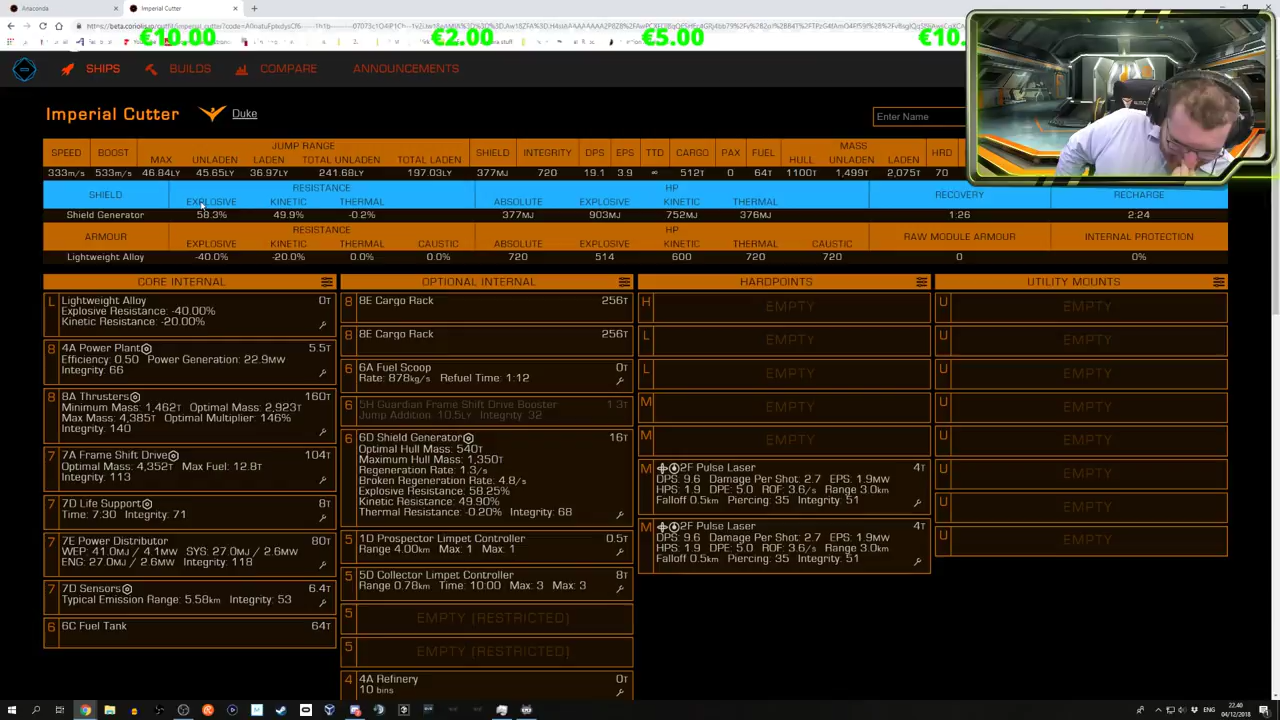 Anaconda
Imperial Cutter
€10.00 €2.00 €5.00 €10.
SHIPS BUILDS COMPARE ANNOUNCEMENTS
Imperial Cutter Duke
Enter Name
SPEED BOOST JUMP RANGE SHIELD INTEGRITY DPS EPS TTD CARGO PAX FUEL MASS HRD
MAX UNLADEN LADEN TOTAL UNLADEN TOTAL LADEN HULL UNLADEN LADEN
333m/s 533m/s 46.84LY 45.65LY 36.97LY 241.68LY 197.03LY 377MJ 720 19.1 3.9 ∞ 512T 0 64T 1100T 1,499T 2,075T 70
SHIELD RESISTANCE HP RECOVERY RECHARGE
EXPLOSIVE KINETIC THERMAL ABSOLUTE EXPLOSIVE KINETIC THERMAL
Shield Generator 58.3% 49.9% -0.2% 377MJ 903MJ 752MJ 376MJ 1:26 2:24
ARMOUR RESISTANCE HP RAW MODULE ARMOUR INTERNAL PROTECTION
EXPLOSIVE KINETIC THERMAL CAUSTIC ABSOLUTE EXPLOSIVE KINETIC THERMAL CAUSTIC
Lightweight Alloy -40.0% -20.0% 0.0% 0.0% 720 514 600 720 720 0 0%
CORE INTERNAL
L Lightweight Alloy 0T
Explosive Resistance: -40.00%
Kinetic Resistance: -20.00%
8 4A Power Plant 5.5T
Efficiency: 0.50 Power Generation: 22.9MW
Integrity: 66
8 8A Thrusters 160T
Minimum Mass: 1,462T Optimal Mass: 2,923T
Max Mass: 4,385T Optimal Multiplier: 146%
Integrity: 140
7 7A Frame Shift Drive 104T
Optimal Mass: 4,352T Max Fuel: 12.8T
Integrity: 113
7 7D Life Support 8T
Time: 7:30 Integrity: 71
7 7E Power Distributor 80T
WEP: 41.0MJ / 4.1MW SYS: 27.0MJ / 2.6MW
ENG: 27.0MJ / 2.6MW Integrity: 118
7 7D Sensors 6.4T
Typical Emission Range: 5.58km Integrity: 53
6 6C Fuel Tank 64T
OPTIONAL INTERNAL
8 8E Cargo Rack 256T
8 8E Cargo Rack 256T
6 6A Fuel Scoop 0T
Rate: 878kg/s Refuel Time: 1:12
6 5H Guardian Frame Shift Drive Booster 1.3T
Jump Addition: 10.5LY Integrity: 32
6 6D Shield Generator 16T
Optimal Hull Mass: 540T
Maximum Hull Mass: 1,350T
Regeneration Rate: 1.3/s
Broken Regeneration Rate: 4.8/s
Explosive Resistance: 58.25%
Kinetic Resistance: 49.90%
Thermal Resistance: -0.20% Integrity: 68
5 1D Prospector Limpet Controller 0.5T
Range 4.00km Max: 1 Max: 1
5 5D Collector Limpet Controller 8T
Range 0.78km Time: 10:00 Max: 3 Max: 3
5 EMPTY (RESTRICTED)
5 EMPTY (RESTRICTED)
4 4A Refinery 0T
10 bins
HARDPOINTS
H EMPTY
L EMPTY
L EMPTY
M EMPTY
M EMPTY
M 2F Pulse Laser 4T
DPS: 9.6 Damage Per Shot: 2.7 EPS: 1.9MW
HPS: 1.9 DPE: 5.0 ROF: 3.6/s Range 3.0km
Falloff 0.5km Piercing: 35 Integrity: 51
M 2F Pulse Laser 4T
DPS: 9.6 Damage Per Shot: 2.7 EPS: 1.9MW
HPS: 1.9 DPE: 5.0 ROF: 3.6/s Range 3.0km
Falloff 0.5km Piercing: 35 Integrity: 51
UTILITY MOUNTS
U EMPTY
U EMPTY
U EMPTY
U EMPTY
U EMPTY
U EMPTY
U EMPTY
U EMPTY
ENG
22.40
04/12/2018